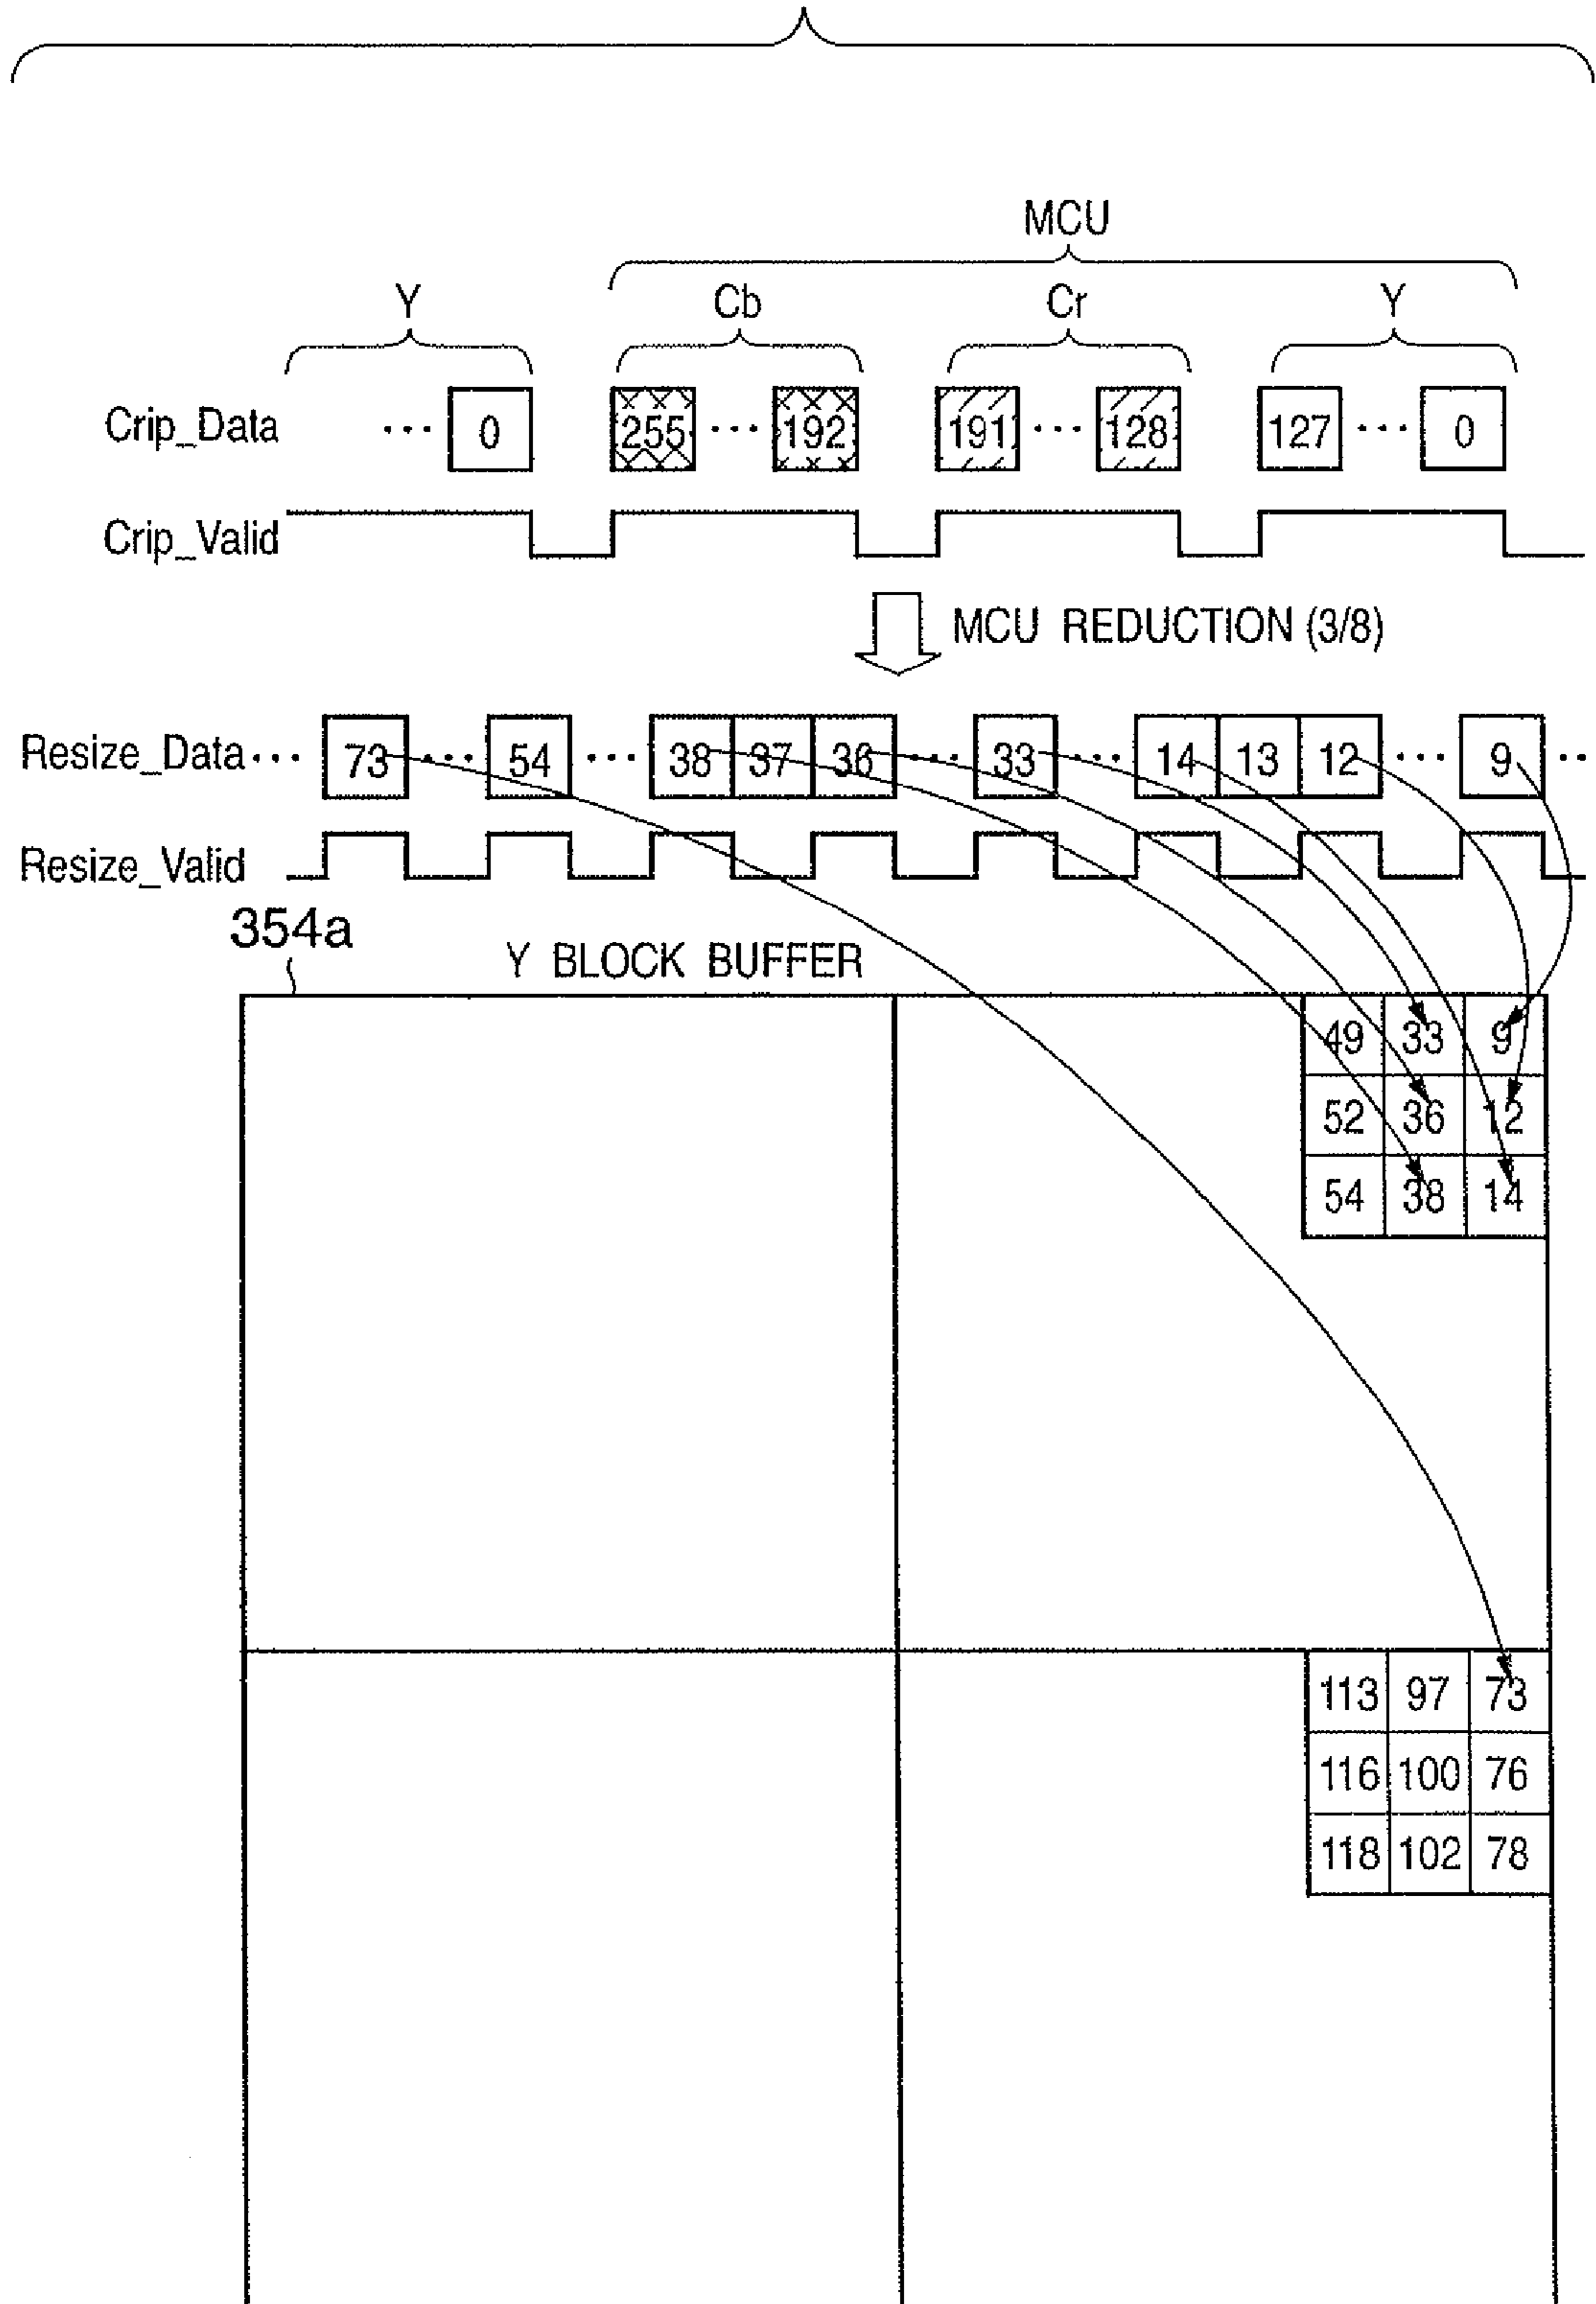 MCU
Y Cb Cr Y
Crip_Data ··· 0 255 ··· 192 191 ··· 128 127 ··· 0
Crip_Valid
MCU REDUCTION (3/8)
Resize_Data ··· 73 ··· 54 ··· 38 37 36 ··· 33 ··· 14 13 12 ··· 9 ··
Resize_Valid
354a
Y BLOCK BUFFER
49 33 9
52 36 12
54 38 14
113 97 73
116 100 76
118 102 78